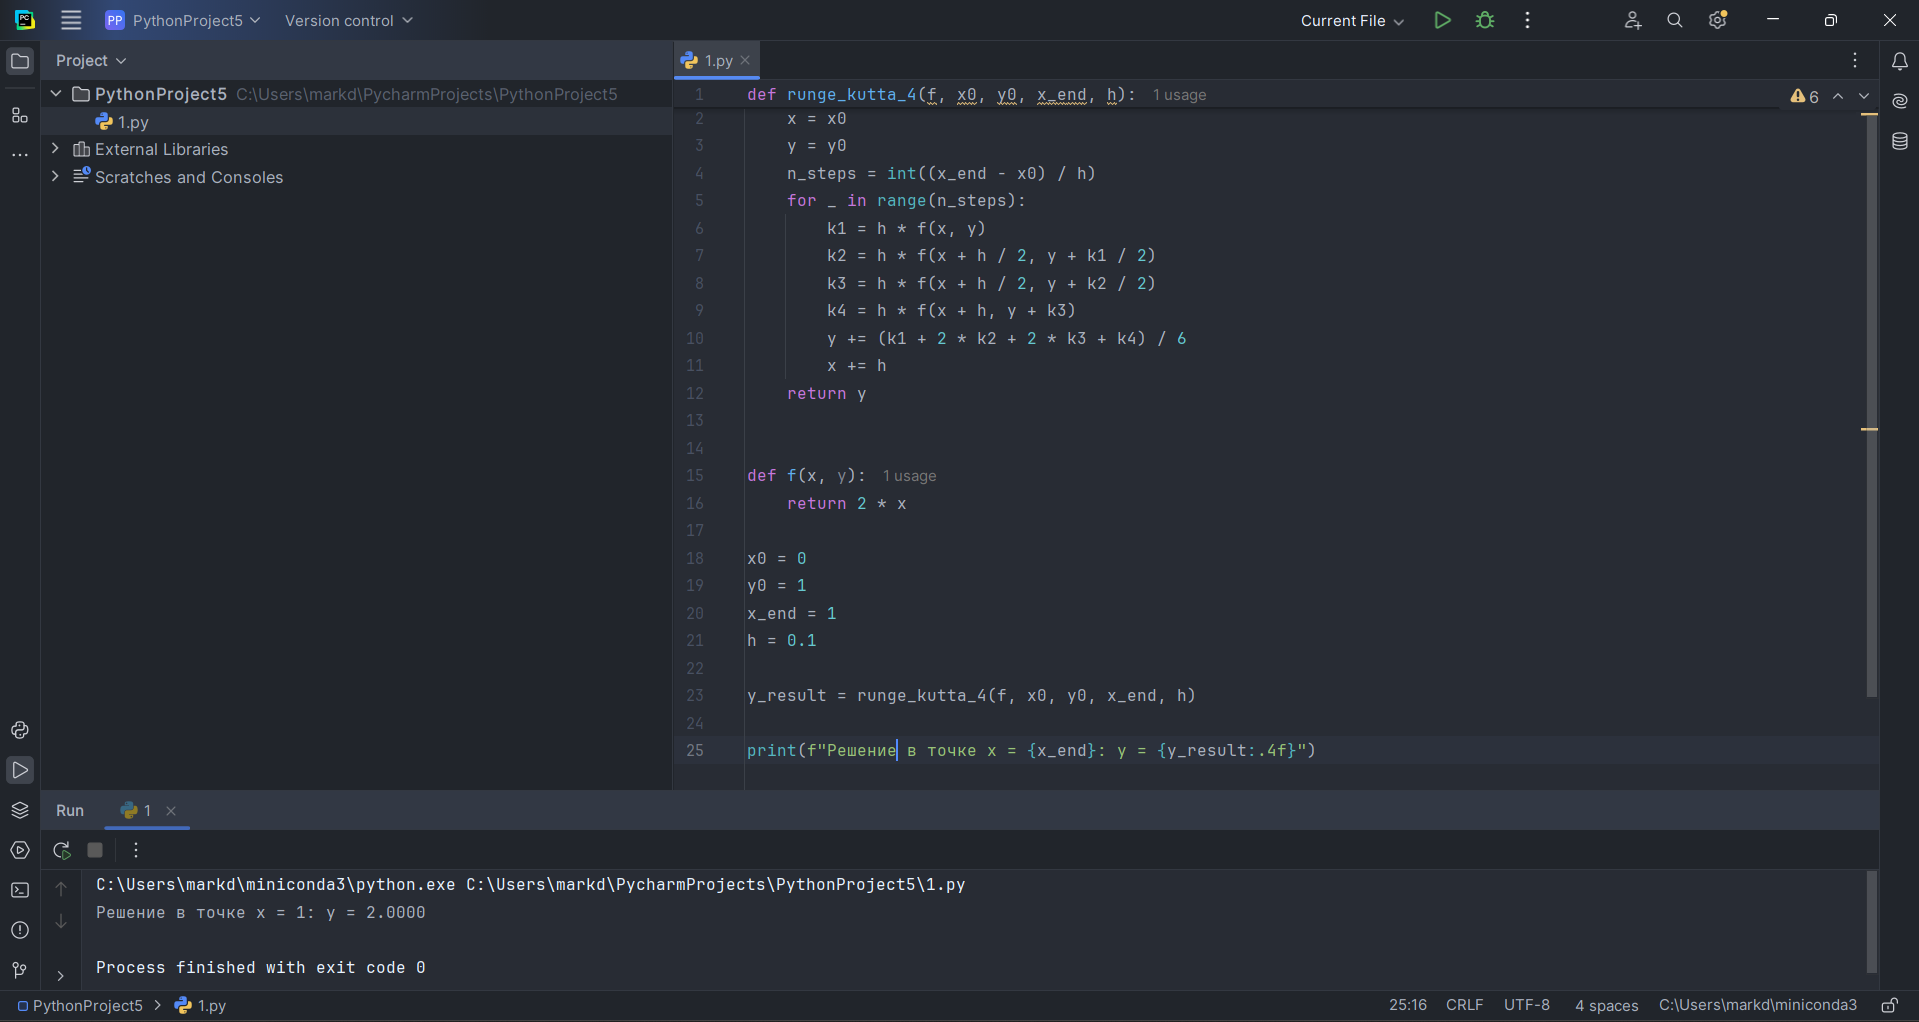 PC
PP PythonProject5 Version control Current File
Project
1.py
PythonProject5 C:\Users\markd\PycharmProjects\PythonProject5
1.py
External Libraries
Scratches and Consoles
1 def runge_kutta_4(f, x0, y0, x_end, h): 1 usage
6
2 x = x0
3 y = y0
4 n_steps = int((x_end - x0) / h)
5 for _ in range(n_steps):
6 k1 = h * f(x, y)
7 k2 = h * f(x + h / 2, y + k1 / 2)
8 k3 = h * f(x + h / 2, y + k2 / 2)
9 k4 = h * f(x + h, y + k3)
10 y += (k1 + 2 * k2 + 2 * k3 + k4) / 6
11 x += h
12 return y
13
14
15 def f(x, y): 1 usage
16 return 2 * x
17
18 x0 = 0
19 y0 = 1
20 x_end = 1
21 h = 0.1
22
23 y_result = runge_kutta_4(f, x0, y0, x_end, h)
24
25 print(f"Решение в точке x = {x_end}: y = {y_result:.4f}")
Run 1
C:\Users\markd\miniconda3\python.exe C:\Users\markd\PycharmProjects\PythonProject5\1.py
Решение в точке x = 1: y = 2.0000
Process finished with exit code 0
PythonProject5 > 1.py 25:16 CRLF UTF-8 4 spaces C:\Users\markd\miniconda3